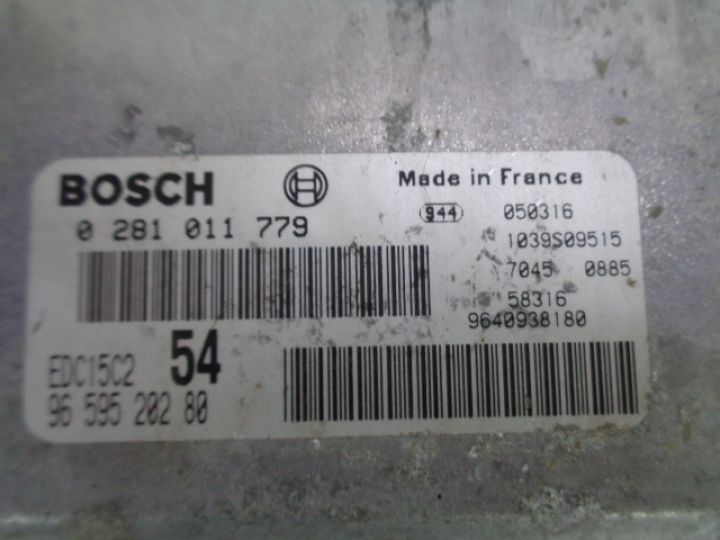 BOSCH
Made in France
0 281 011 779
944 050316
1039S09515
7045 0885
58316
9640938180
EDC15C2 54
96 595 202 80